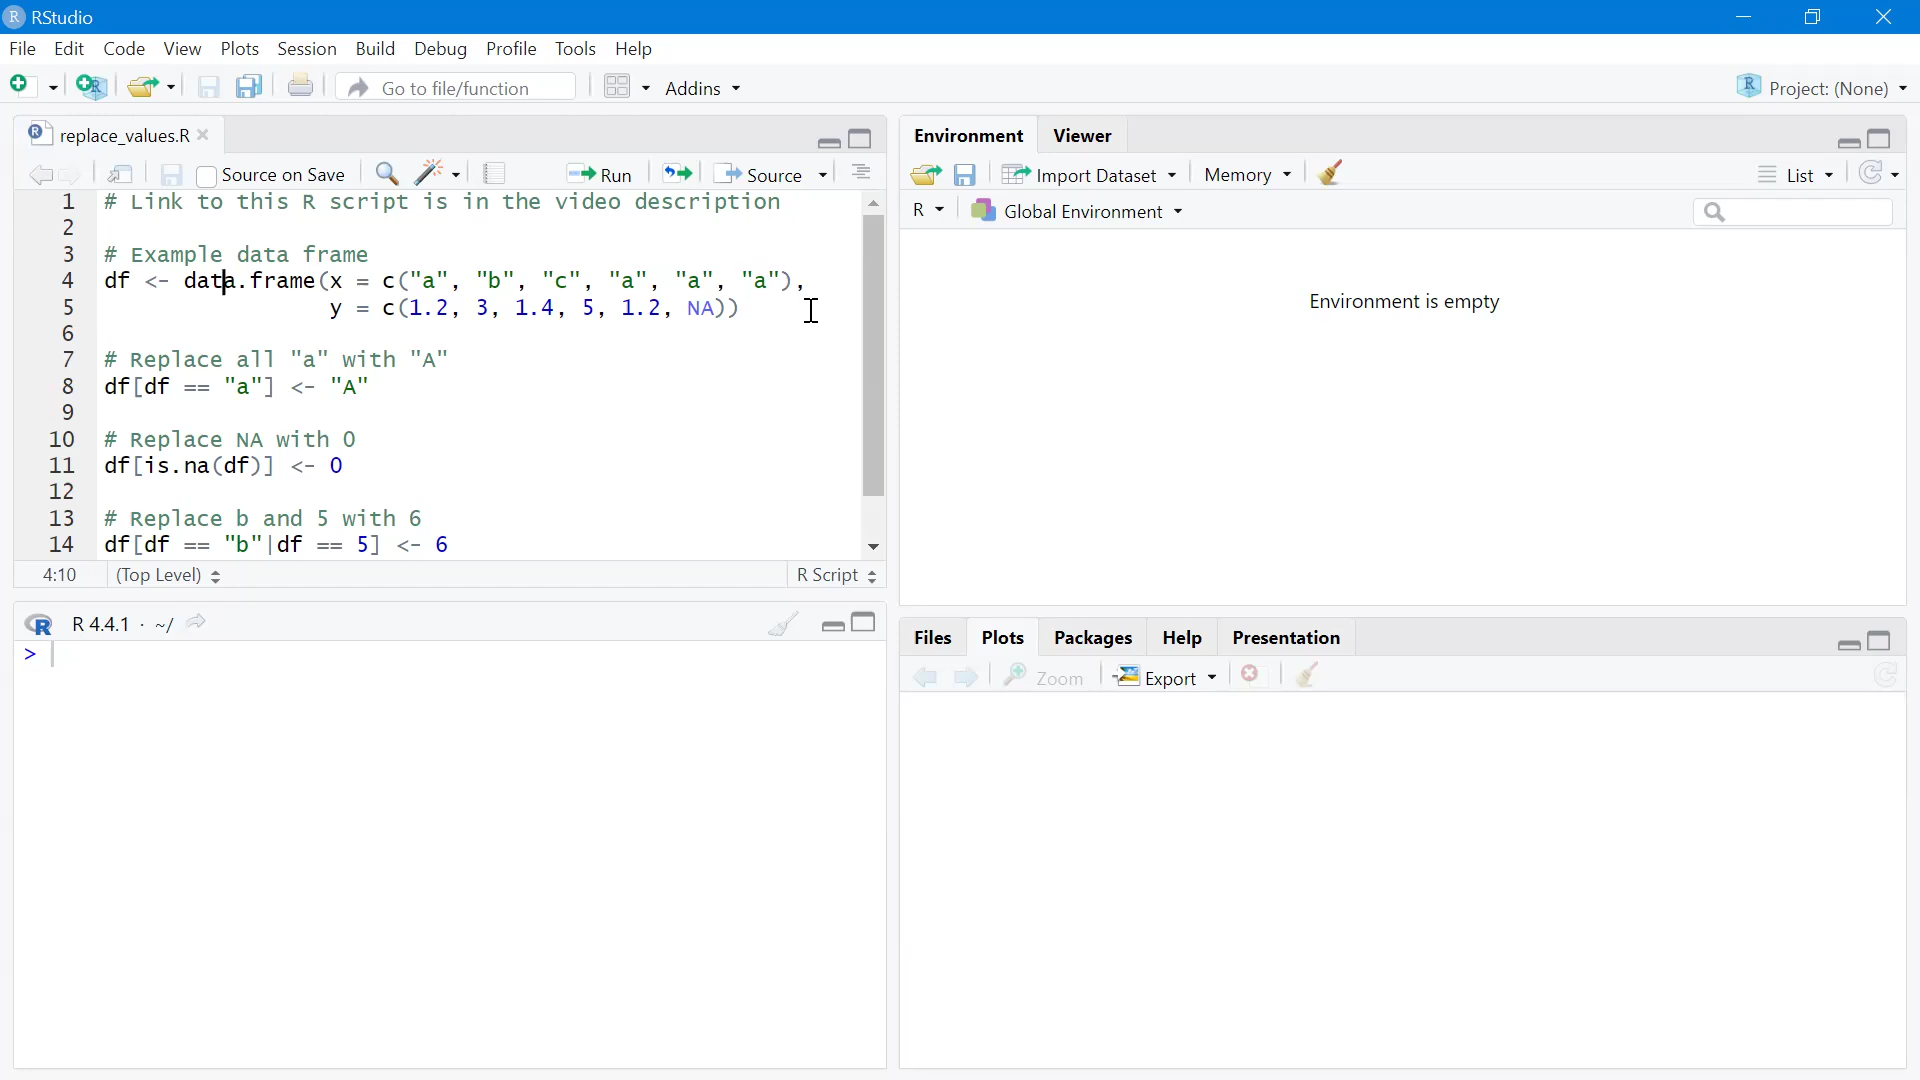 RStudio
File Edit Code View Plots Session Build Debug Profile Tools Help
Go to file/function Addins Project: (None)
replace_values.R
Source on Save Run Source
1 # Link to this R script is in the video description
2
3 # Example data frame
4 df <- data.frame(x = c("a", "b", "c", "a", "a", "a"),
5 y = c(1.2, 3, 1.4, 5, 1.2, NA))
6
7 # Replace all "a" with "A"
8 df[df == "a"] <- "A"
9
10 # Replace NA with 0
11 df[is.na(df)] <- 0
12
13 # Replace b and 5 with 6
14 df[df == "b"|df == 5] <- 6
4:10 (Top Level) R Script
R R 4.4.1 · ~/
>
Environment Viewer
Import Dataset Memory List
R Global Environment
Environment is empty
Files Plots Packages Help Presentation
Zoom Export